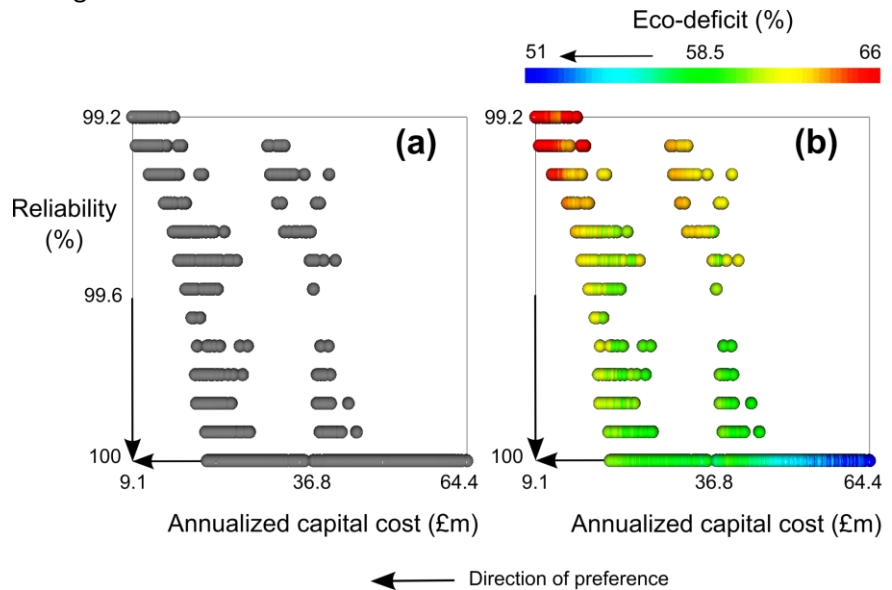 Eco-deficit (%)
51 58.5 66
99.2 (a) 99.2 (b)
Reliability
(%)
99.6
100 100
9.1 36.8 64.4 9.1 36.8 64.4
Annualized capital cost (£m) Annualized capital cost (£m)
Direction of preference